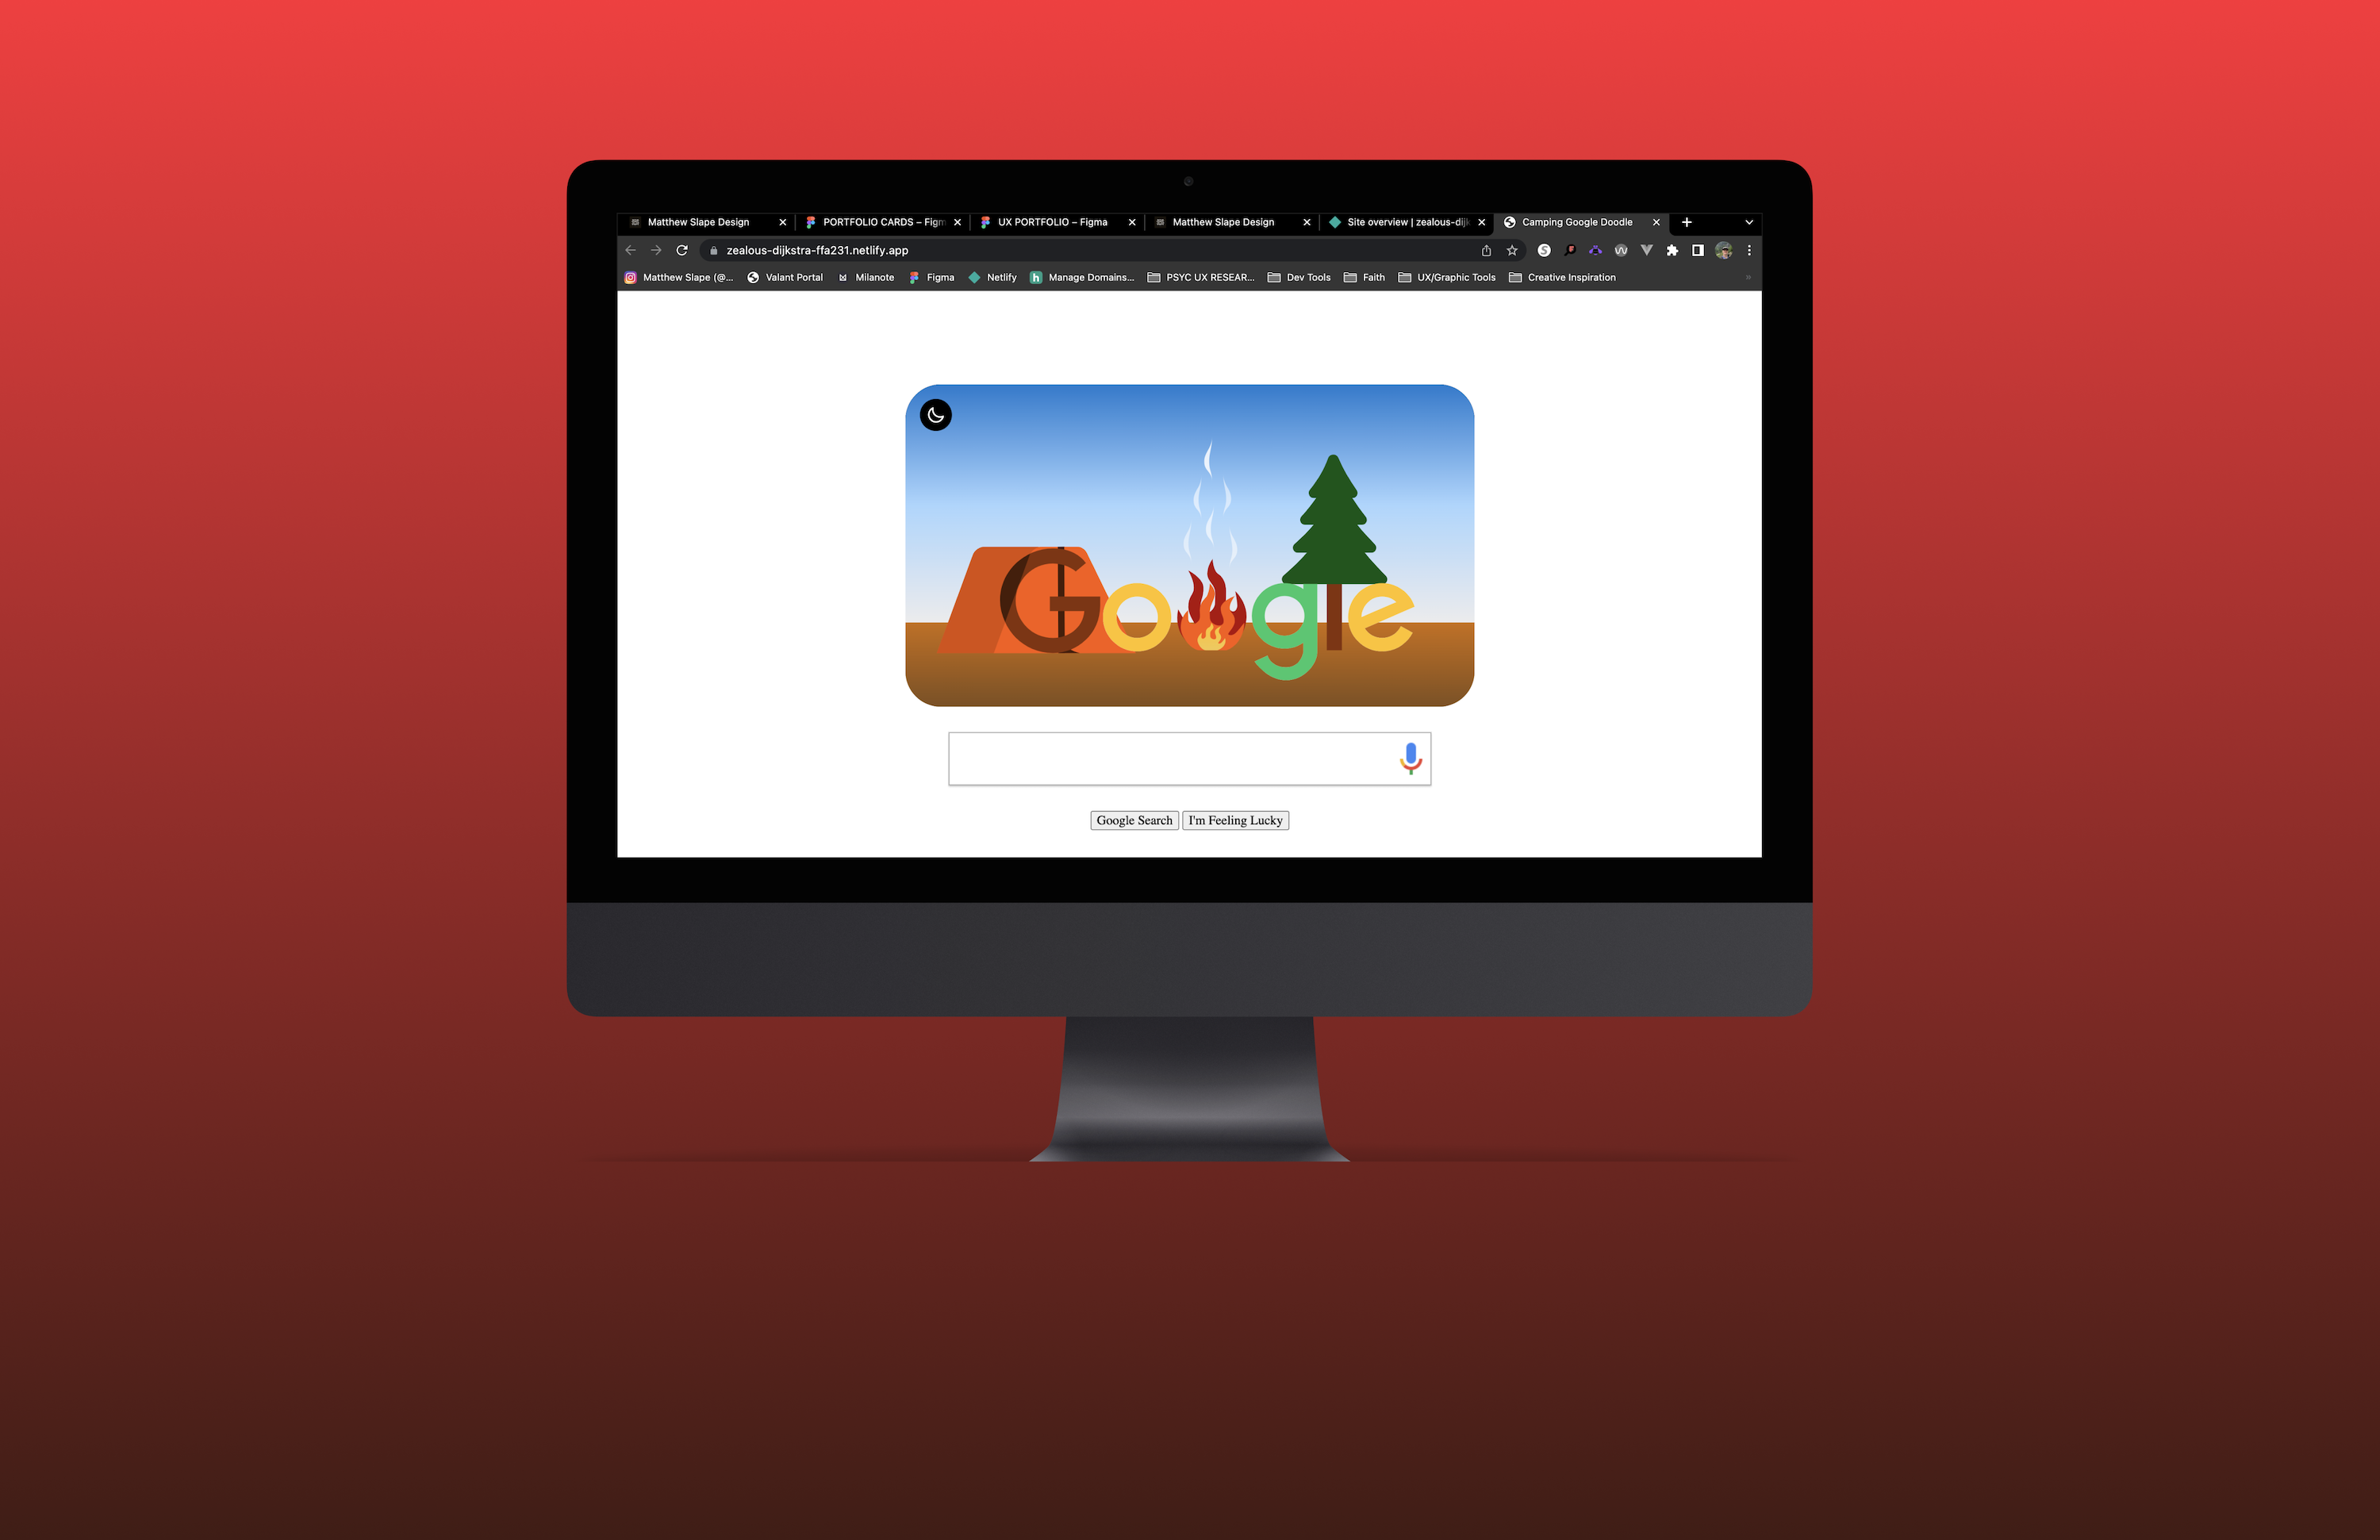 Matthew Slape Design PORTFOLIO CARDS – Figm UX PORTFOLIO – Figma Matthew Slape Design Site overview | zealous-dij Camping Google Doodle
zealous-dijkstra-ffa231.netlify.app
Matthew Slape (@... Valant Portal Milanote Figma Netlify Manage Domains... PSYC UX RESEAR... Dev Tools Faith UX/Graphic Tools Creative Inspiration
Google
Google Search I'm Feeling Lucky